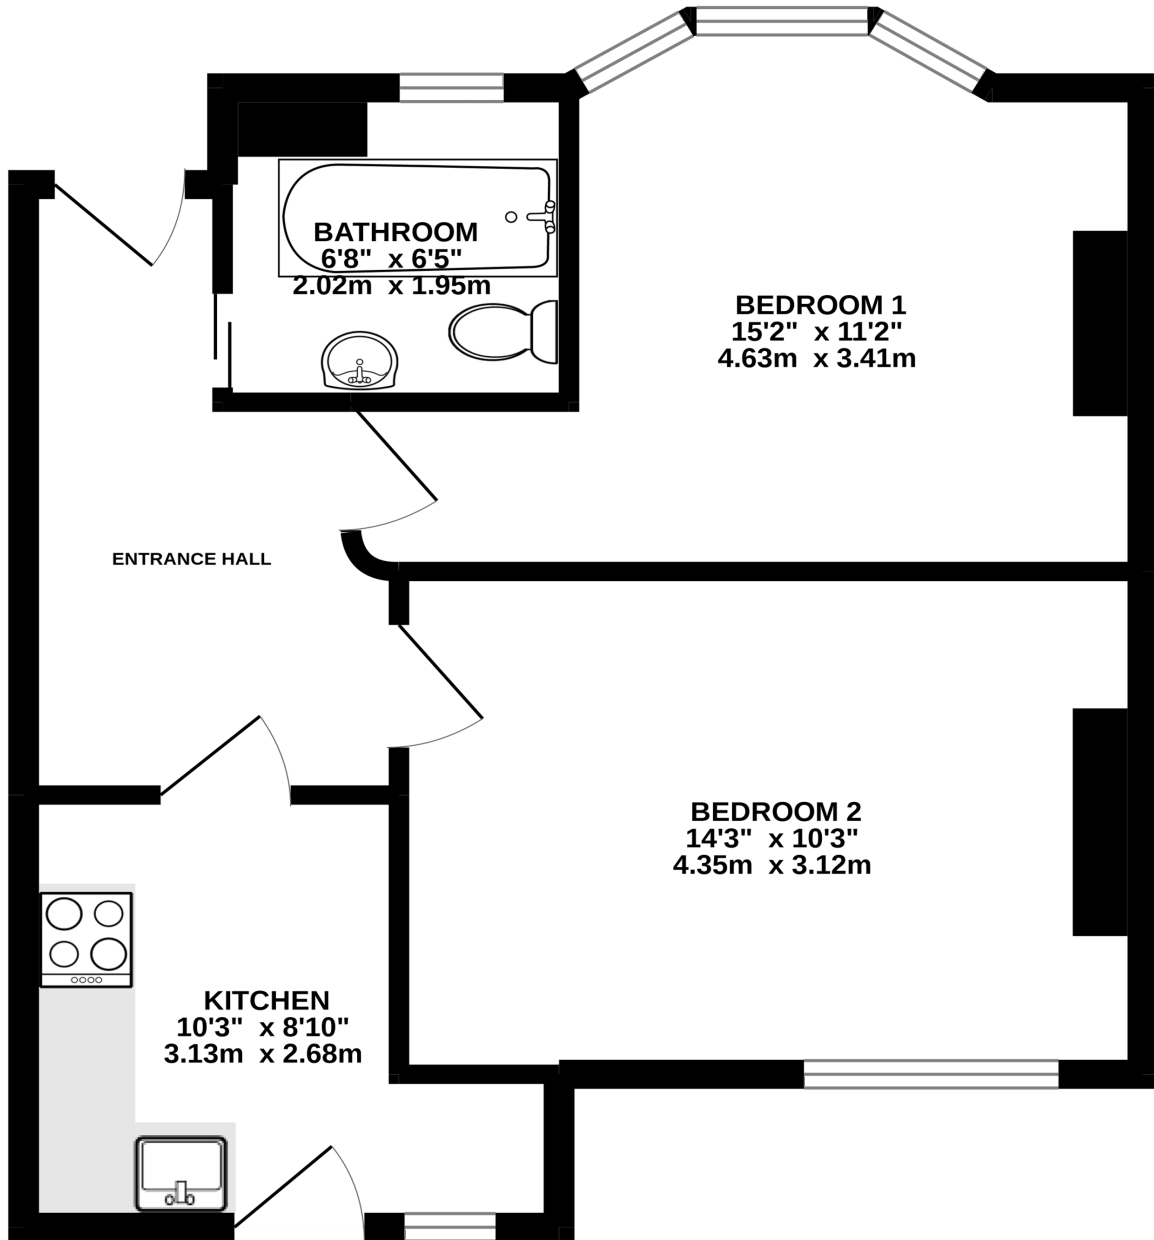 BATHROOM
6'8"  x 6'5"
2.02m  x 1.95m
BEDROOM 1
15'2"  x 11'2"
4.63m  x 3.41m
ENTRANCE HALL
BEDROOM 2
14'3"  x 10'3"
4.35m  x 3.12m
KITCHEN
10'3"  x 8'10"
3.13m  x 2.68m